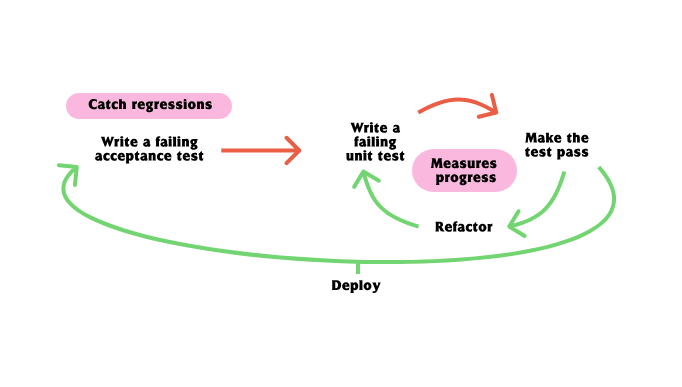 Catch regressions
Write a failing
acceptance test
Write a
failing
unit test
Make the
test pass
Measures
progress
Refactor
Deploy